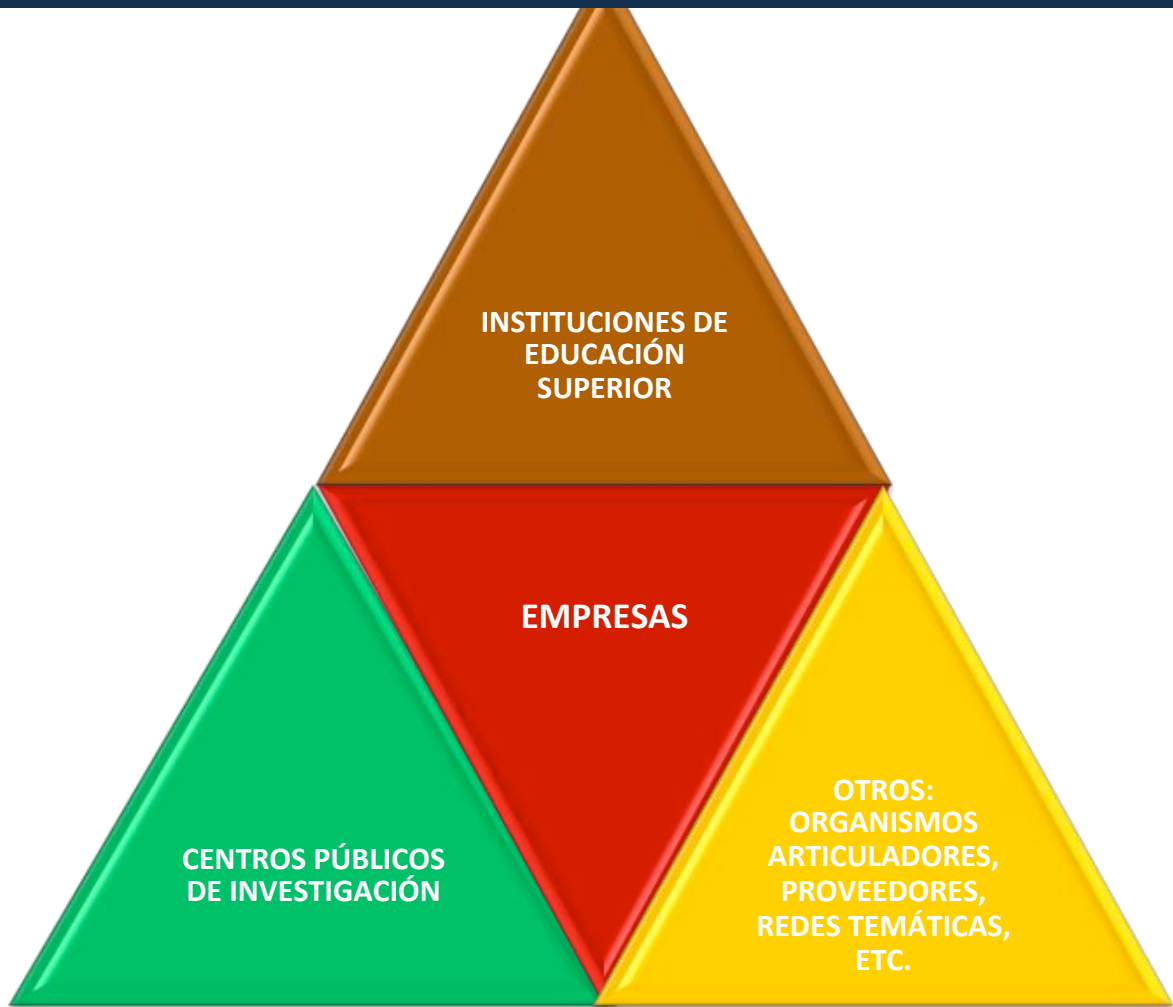 INSTITUCIONES DE
EDUCACIÓN
SUPERIOR
EMPRESAS
CENTROS PÚBLICOS
DE INVESTIGACIÓN
OTROS:
ORGANISMOS
ARTICULADORES,
PROVEEDORES,
REDES TEMÁTICAS,
ETC.